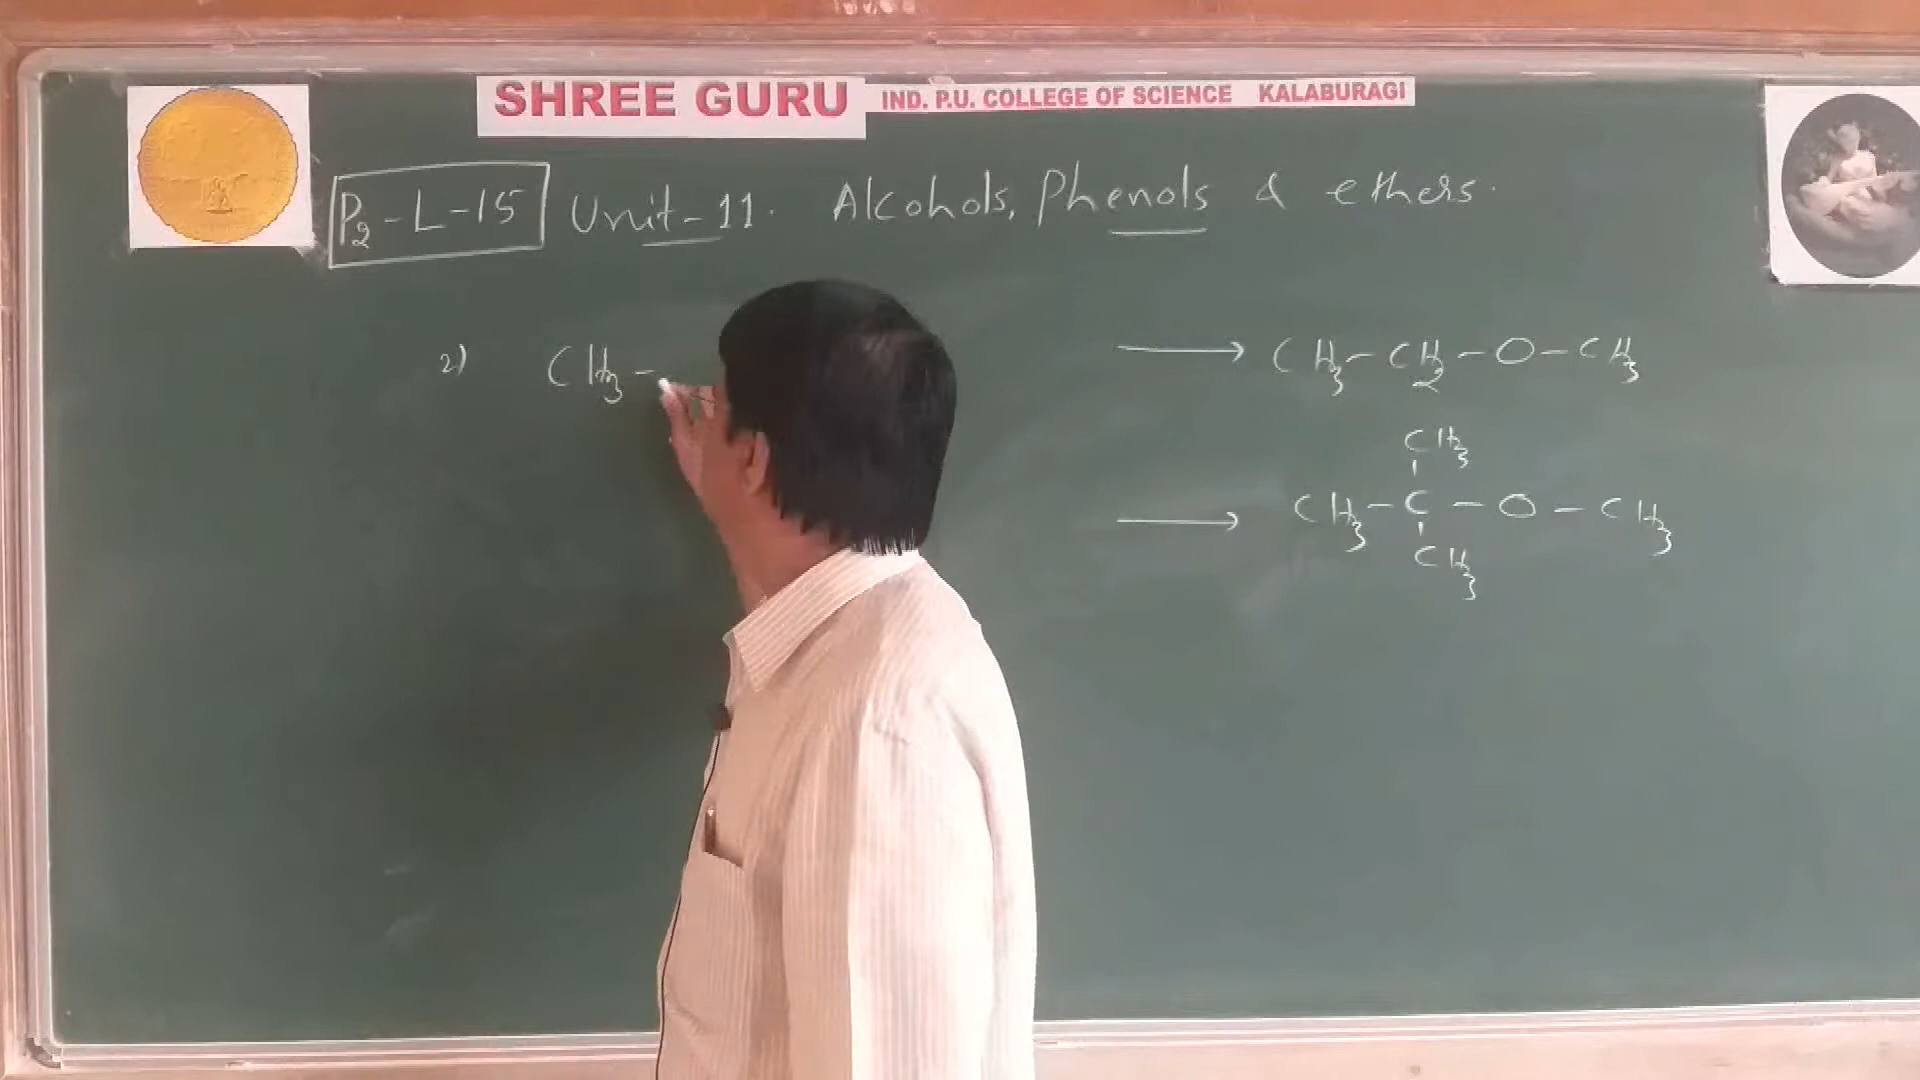 SHREE GURU IND. P.U. COLLEGE OF SCIENCE KALABURAGI
P2-L-15 Unit-11. Alcohols, Phenols & ethers.
2) CH3 - → CH3-CH2-O-CH3
CH3
→ CH3-C-O-CH3
CH3